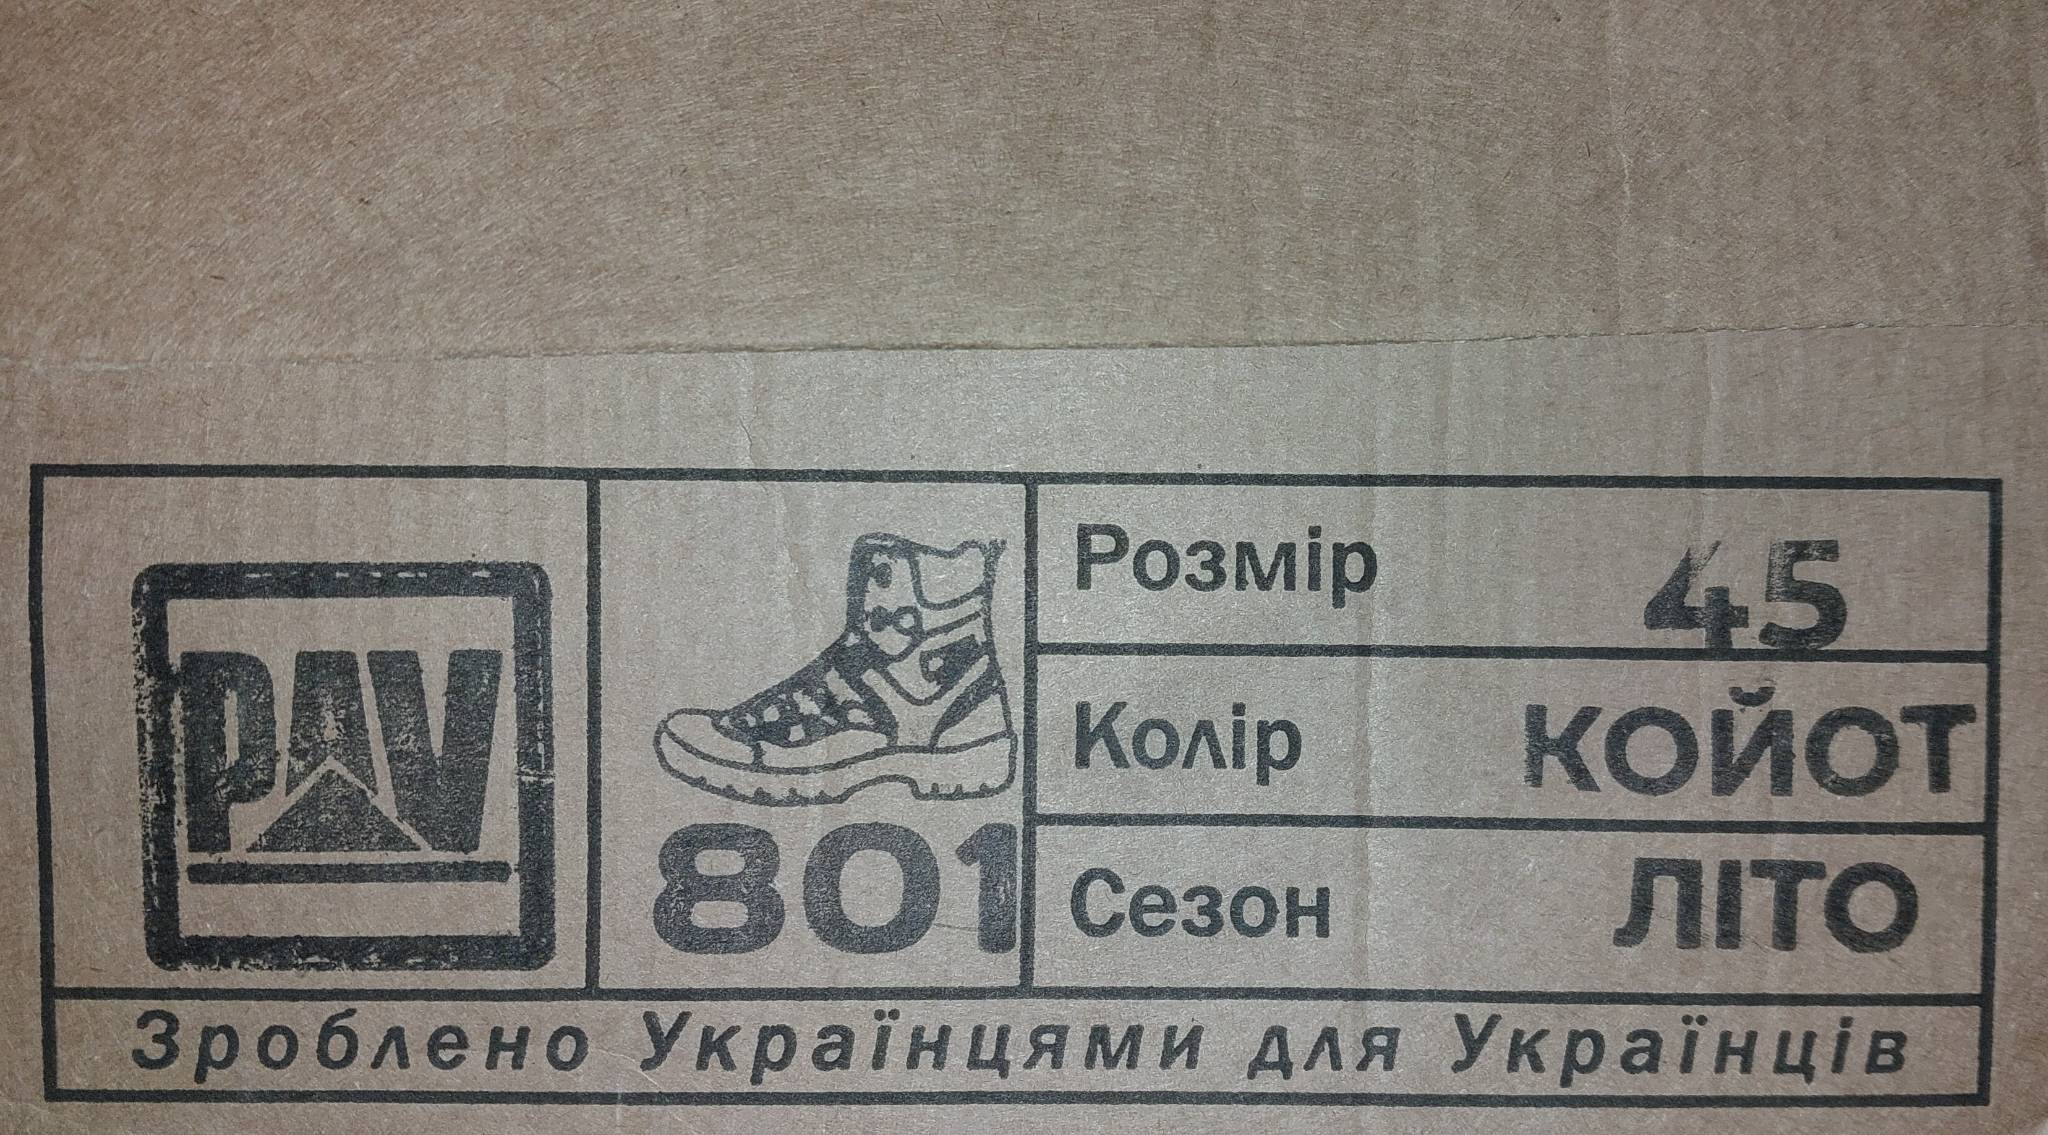 PAV
801
Розмір 45
Колір КОЙОТ
Сезон ЛІТО
Зроблено Українцями для Українців